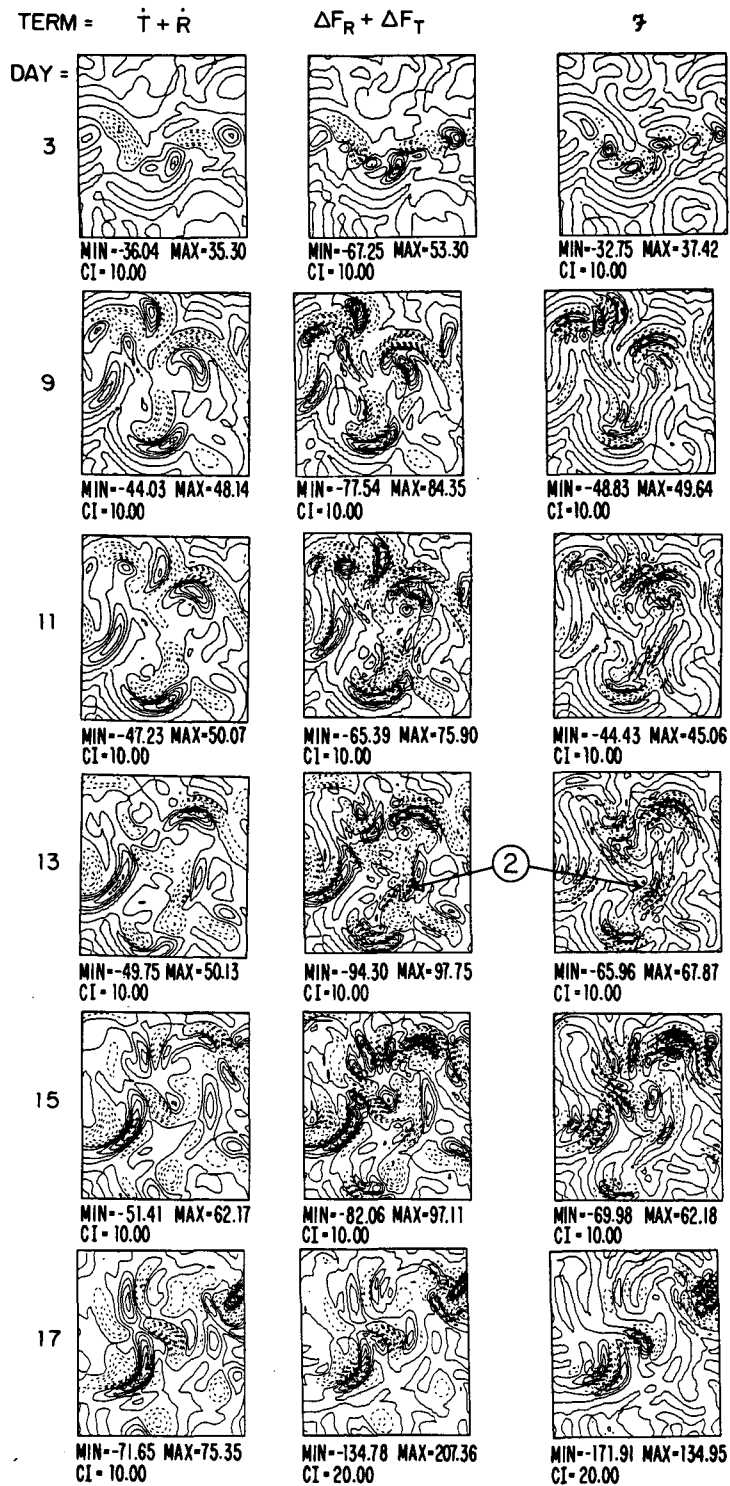 TERM = Ṫ + Ṙ ΔF_R + ΔF_T 𝓕
DAY =
3
MIN=-36.04 MAX=35.30 MIN=-67.25 MAX=53.30 MIN=-32.75 MAX=37.42
CI=10.00 CI=10.00 CI=10.00
9
MIN=-44.03 MAX=48.14 MIN=-77.54 MAX=84.35 MIN=-48.83 MAX=49.64
CI=10.00 CI=10.00 CI=10.00
11
MIN=-47.23 MAX=50.07 MIN=-65.39 MAX=75.90 MIN=-44.43 MAX=45.06
CI=10.00 CI=10.00 CI=10.00
13
2
MIN=-49.75 MAX=50.13 MIN=-94.30 MAX=97.75 MIN=-65.96 MAX=67.87
CI=10.00 CI=10.00 CI=10.00
15
MIN=-51.41 MAX=62.17 MIN=-82.06 MAX=97.11 MIN=-69.98 MAX=62.18
CI=10.00 CI=10.00 CI=10.00
17
MIN=-71.65 MAX=75.35 MIN=-134.78 MAX=207.36 MIN=-171.91 MAX=134.95
CI=10.00 CI=20.00 CI=20.00